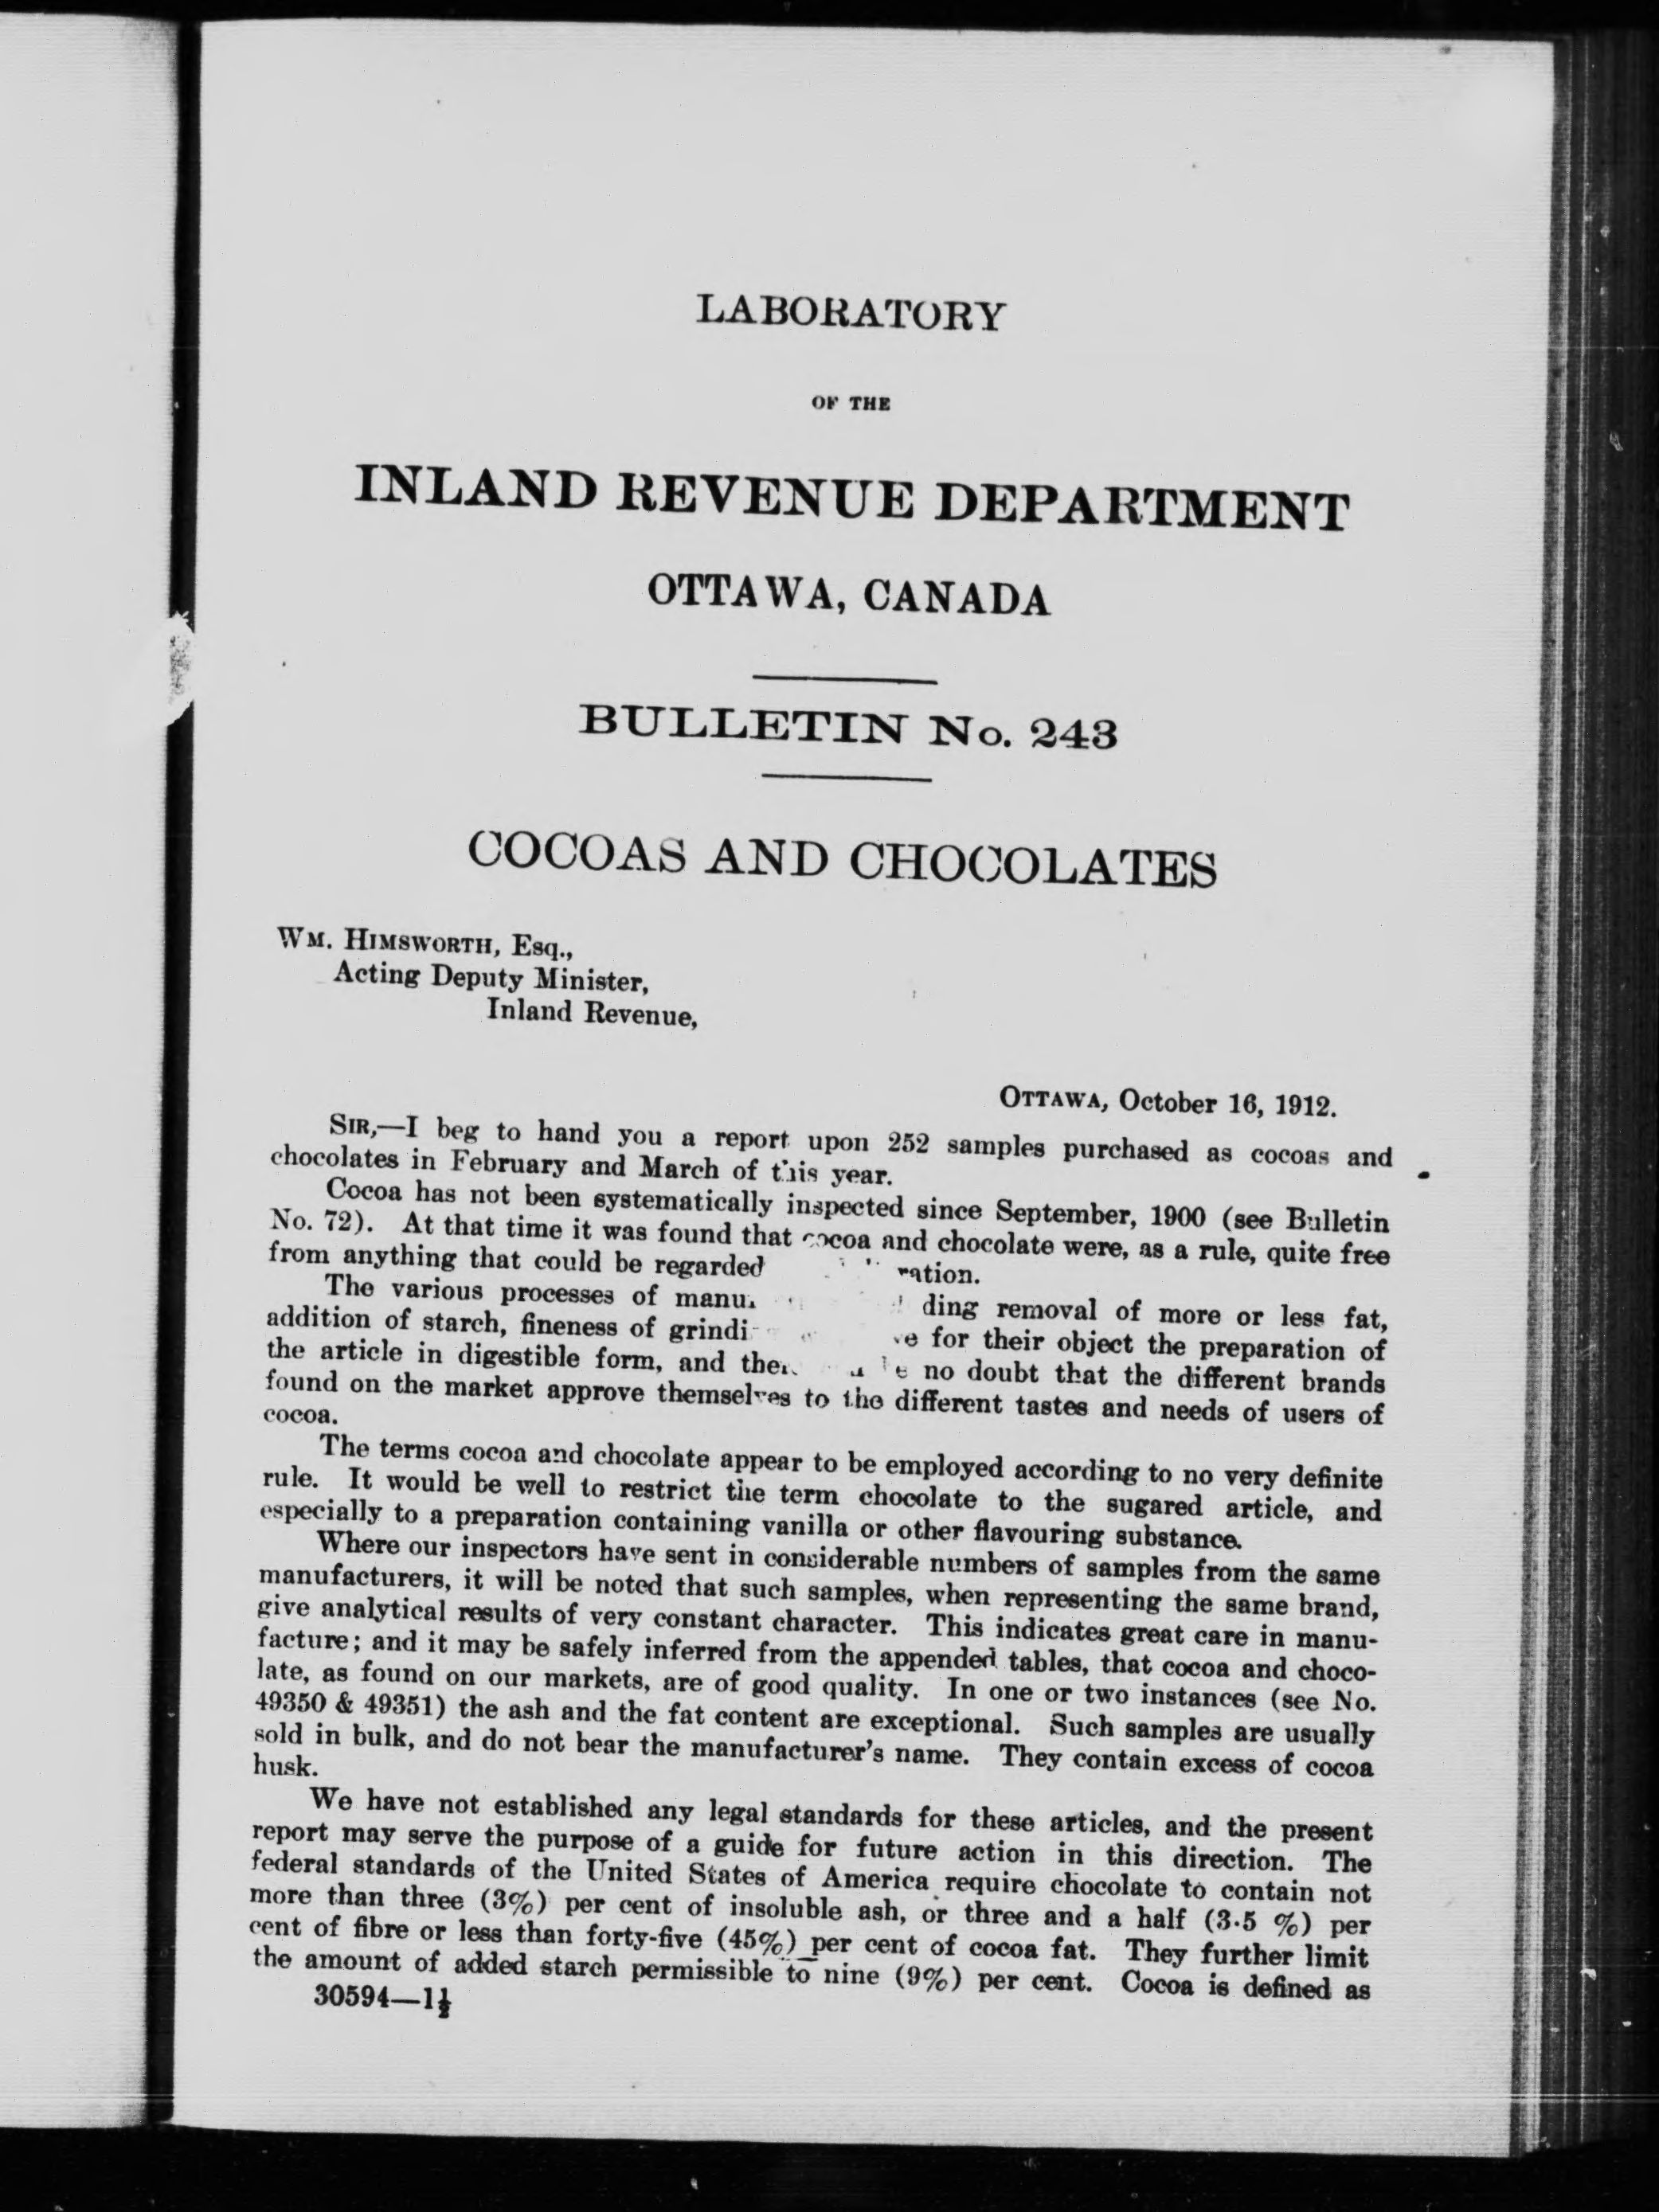 LABORATORY
OF THE
INLAND REVENUE DEPARTMENT
OTTAWA, CANADA
BULLETIN No. 243
COCOAS AND CHOCOLATES
WM. HIMSWORTH, Esq.,
Acting Deputy Minister,
Inland Revenue,
OTTAWA, October 16, 1912.
SIR,—I beg to hand you a report upon 252 samples purchased as cocoas and
chocolates in February and March of this year.
Cocoa has not been systematically inspected since September, 1900 (see Bulletin
No. 72). At that time it was found that cocoa and chocolate were, as a rule, quite free
from anything that could be regarded
The various processes of removal of more or less fat,
addition of starch, fineness of for their object the preparation of
the article in digestible form, and no doubt that the different brands
found on the market approve themselves to the different tastes and needs of users of
cocoa.
The terms cocoa and chocolate appear to be employed according to no very definite
rule. It would be well to restrict the term chocolate to the sugared article, and
especially to a preparation containing vanilla or other flavouring substance.
Where our inspectors have sent in considerable numbers of samples from the same
manufacturers, it will be noted that such samples, when representing the same brand,
give analytical results of very constant character. This indicates great care in manu-
facture; and it may be safely inferred from the appended tables, that cocoa and choco-
late, as found on our markets, are of good quality. In one or two instances (see No.
49350 & 49351) the ash and the fat content are exceptional. Such samples are usually
sold in bulk, and do not bear the manufacturer's name. They contain excess of cocoa
husk.
We have not established any legal standards for these articles, and the present
report may serve the purpose of a guide for future action in this direction. The
federal standards of the United States of America require chocolate to contain not
more than three (3%) per cent of insoluble ash, or three and a half (3·5 %) per
cent of fibre or less than forty-five (45%) per cent of cocoa fat. They further limit
the amount of added starch permissible to nine (9%) per cent. Cocoa is defined as
30594—1½